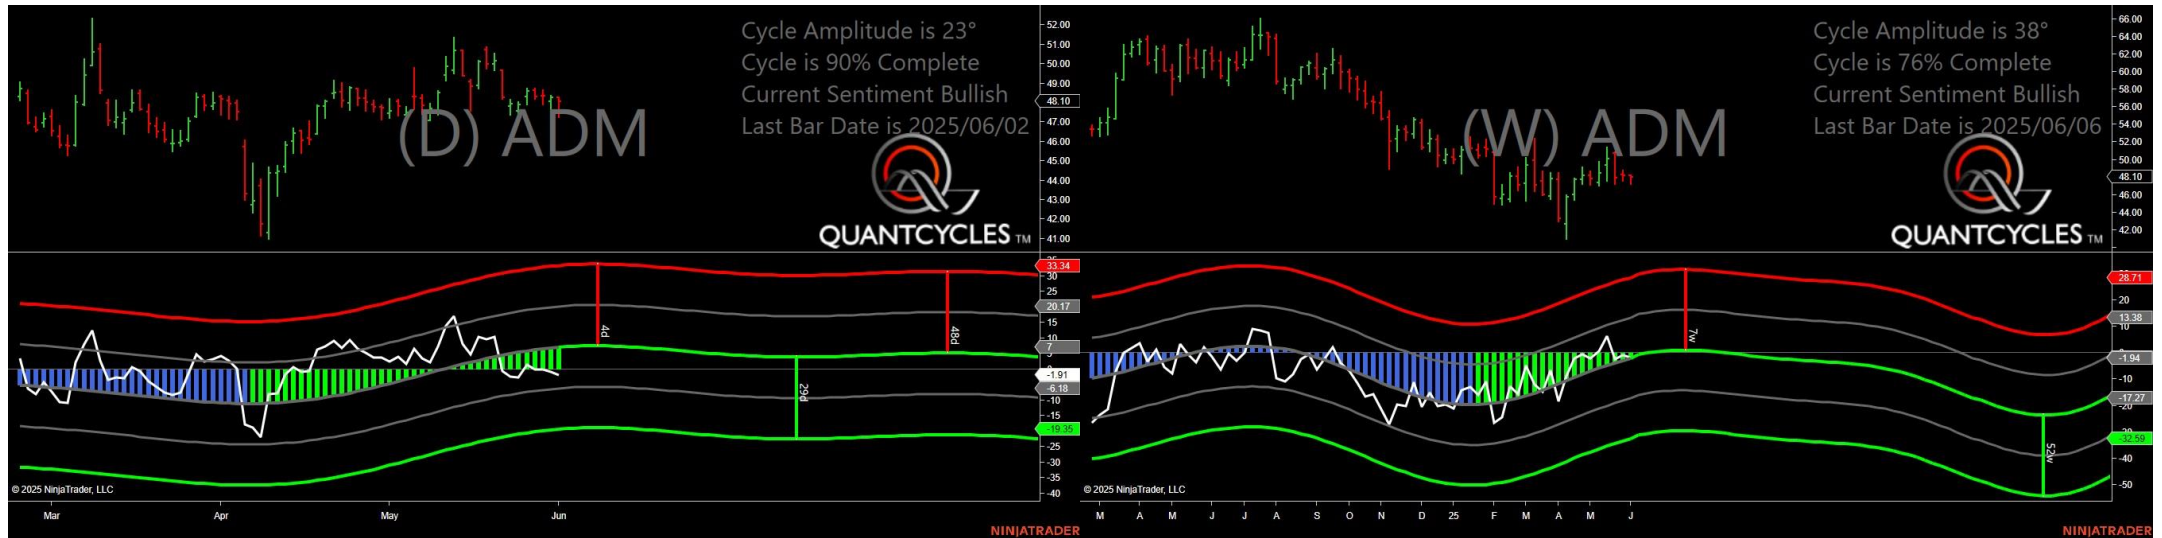 Cycle Amplitude is 23°
Cycle is 90% Complete
Current Sentiment Bullish
Last Bar Date is 2025/06/02
(D) ADM
QUANTCYCLES TM
52.00
51.00
50.00
49.00
48.10
47.00
46.00
45.00
44.00
43.00
42.00
41.00
33.34
30
25
20.17
15
7
-1.91
-6.18
-10
-15
-19.35
-25
-30
-35
-40
4d
29d
48d
© 2025 NinjaTrader, LLC
Mar Apr May Jun
NINJATRADER
Cycle Amplitude is 38°
Cycle is 76% Complete
Current Sentiment Bullish
Last Bar Date is 2025/06/06
(W) ADM
QUANTCYCLES TM
66.00
64.00
62.00
60.00
58.00
56.00
54.00
52.00
50.00
48.10
46.00
44.00
42.00
28.71
20
13.38
10
-1.94
-10
-17.27
-20
-32.59
-40
-50
7w
52w
© 2025 NinjaTrader, LLC
M A M J J A S O N D 25 F M A M J
NINJATRADER